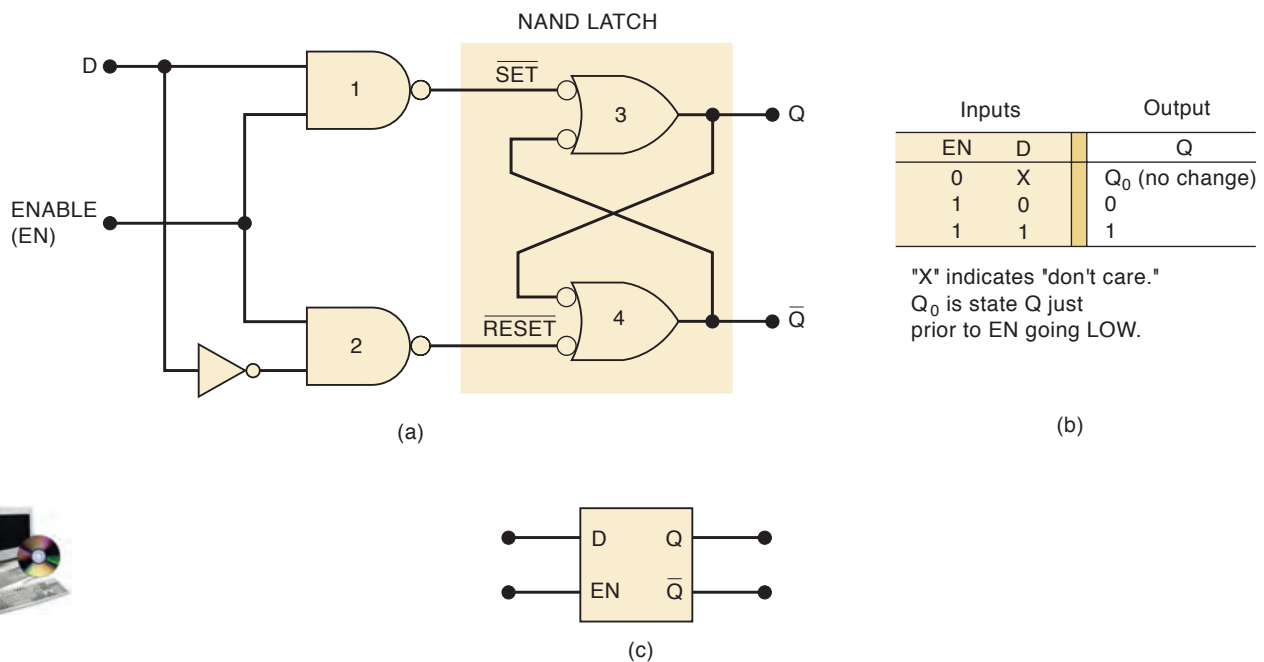 NAND LATCH
D
1
SET̅
3
Q
ENABLE
(EN)
2
RESET̅
4
Q̅
(a)
Inputs Output
EN D Q
0 X Q₀ (no change)
1 0 0
1 1 1
"X" indicates "don't care."
Q₀ is state Q just
prior to EN going LOW.
(b)
D Q
EN Q̅
(c)